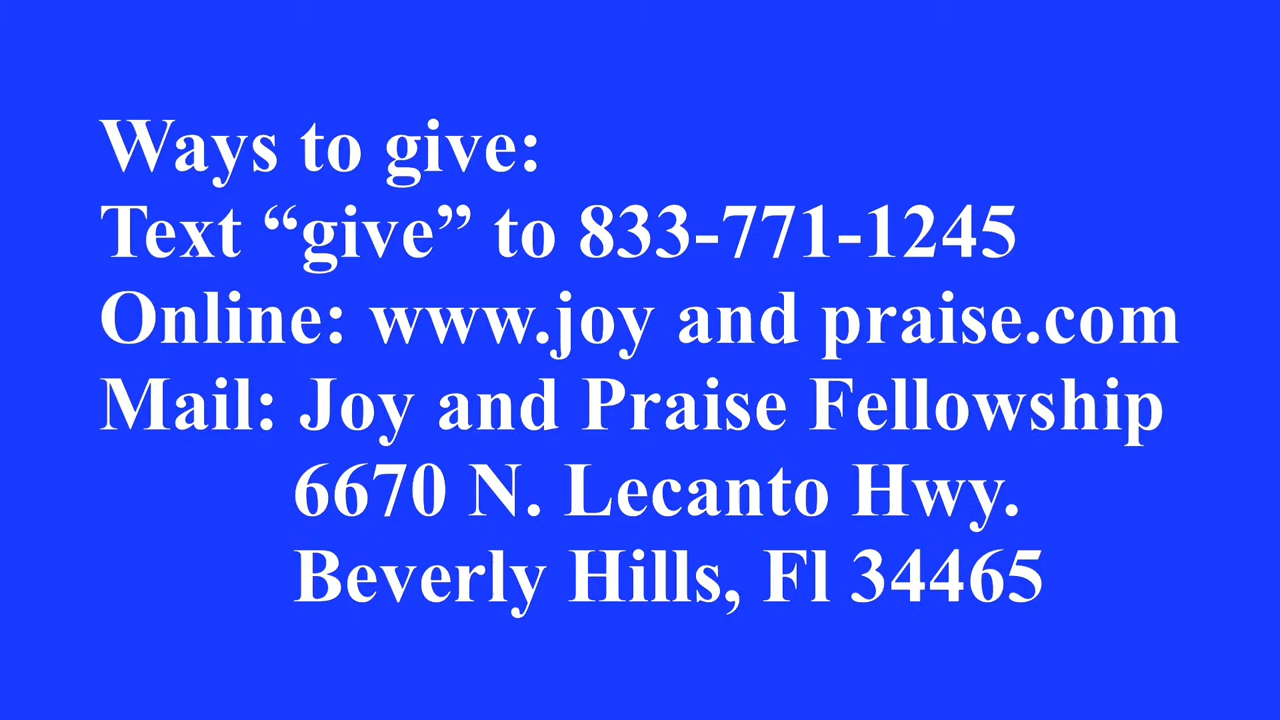 Ways to give:
Text “give” to 833-771-1245
Online: www.joy and praise.com
Mail: Joy and Praise Fellowship
6670 N. Lecanto Hwy.
Beverly Hills, Fl 34465